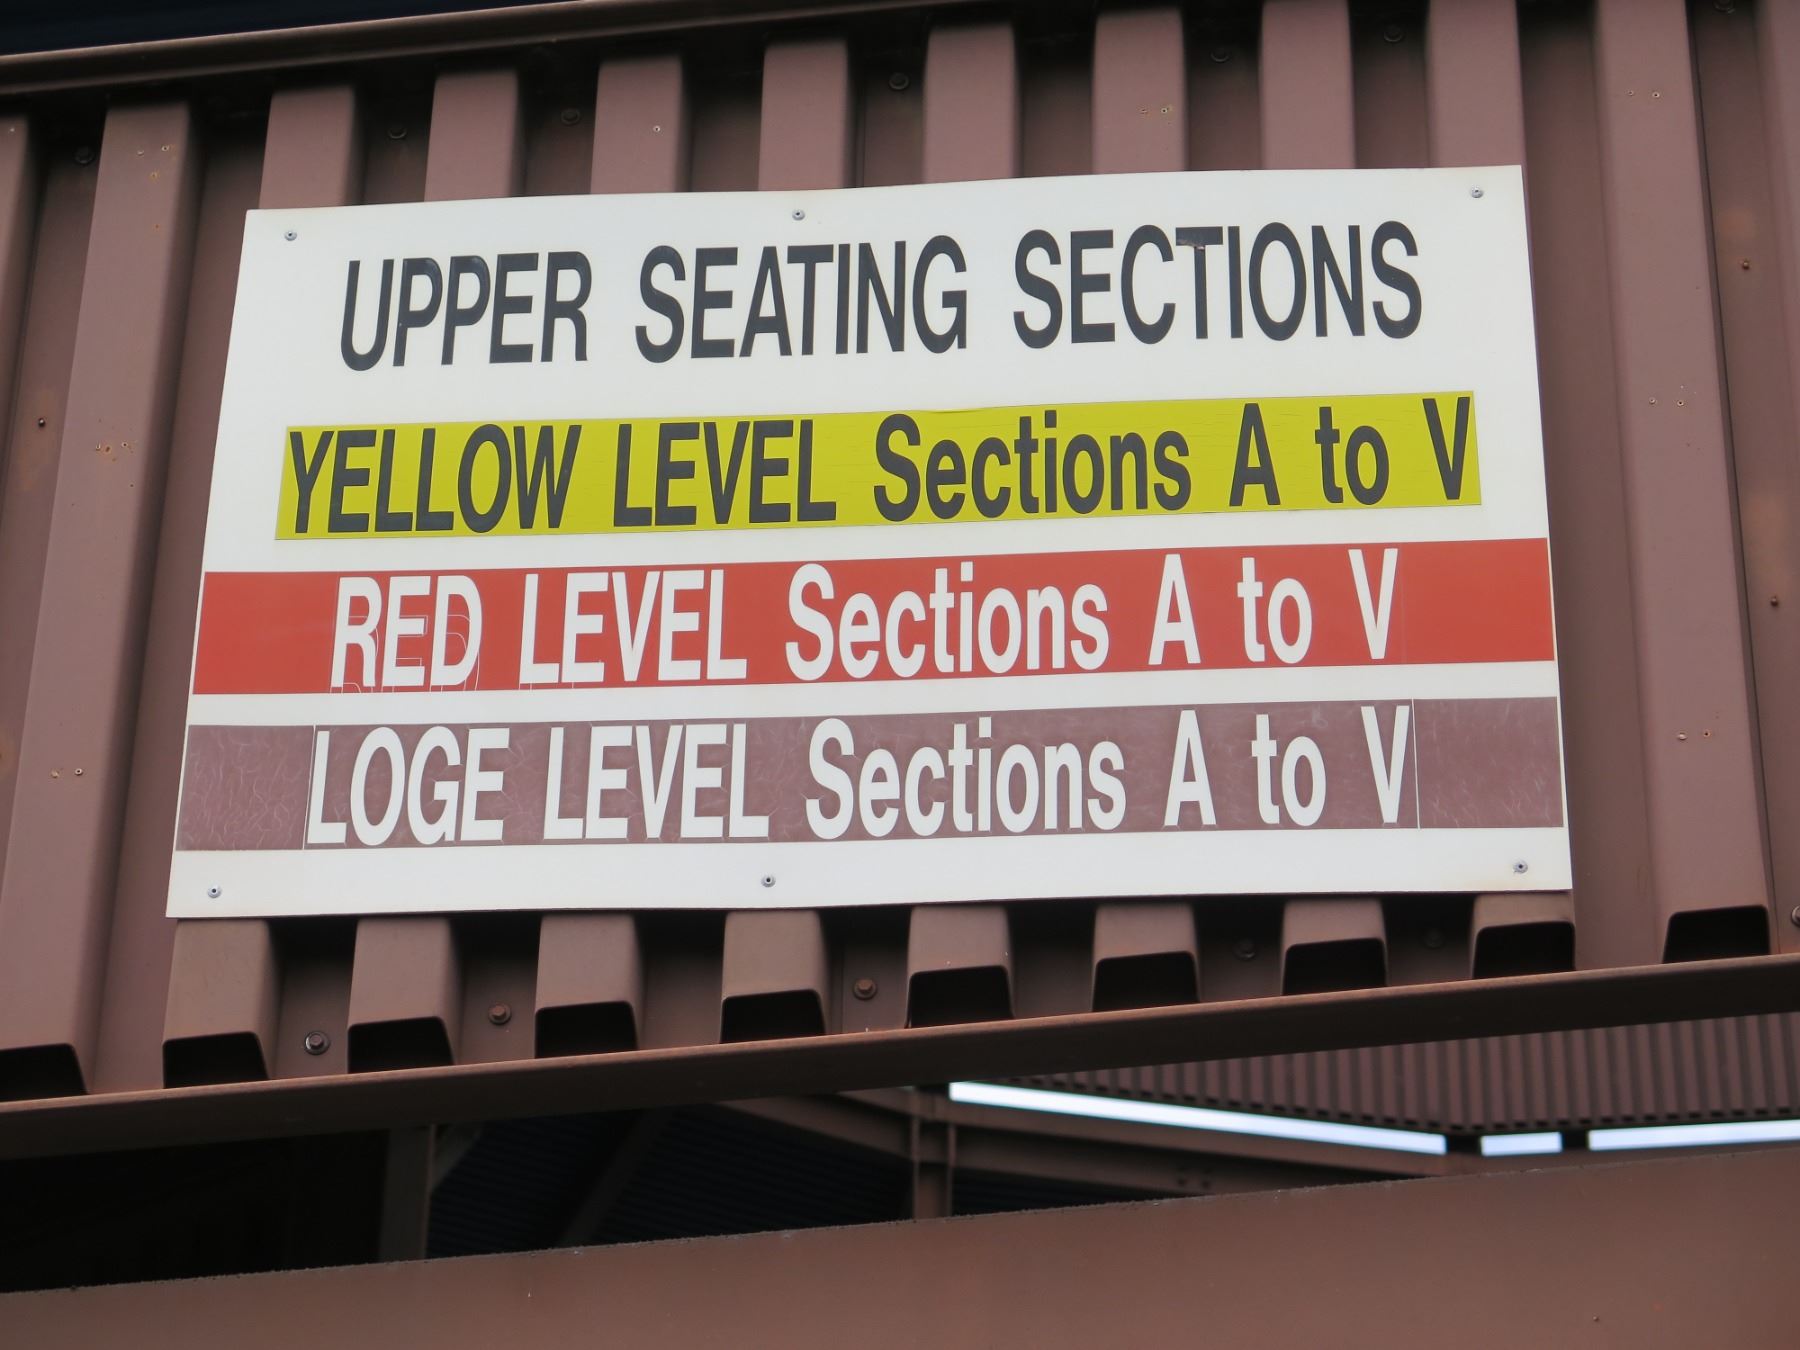 UPPER SEATING SECTIONS
YELLOW LEVEL Sections A to V
RED LEVEL Sections A to V
LOGE LEVEL Sections A to V